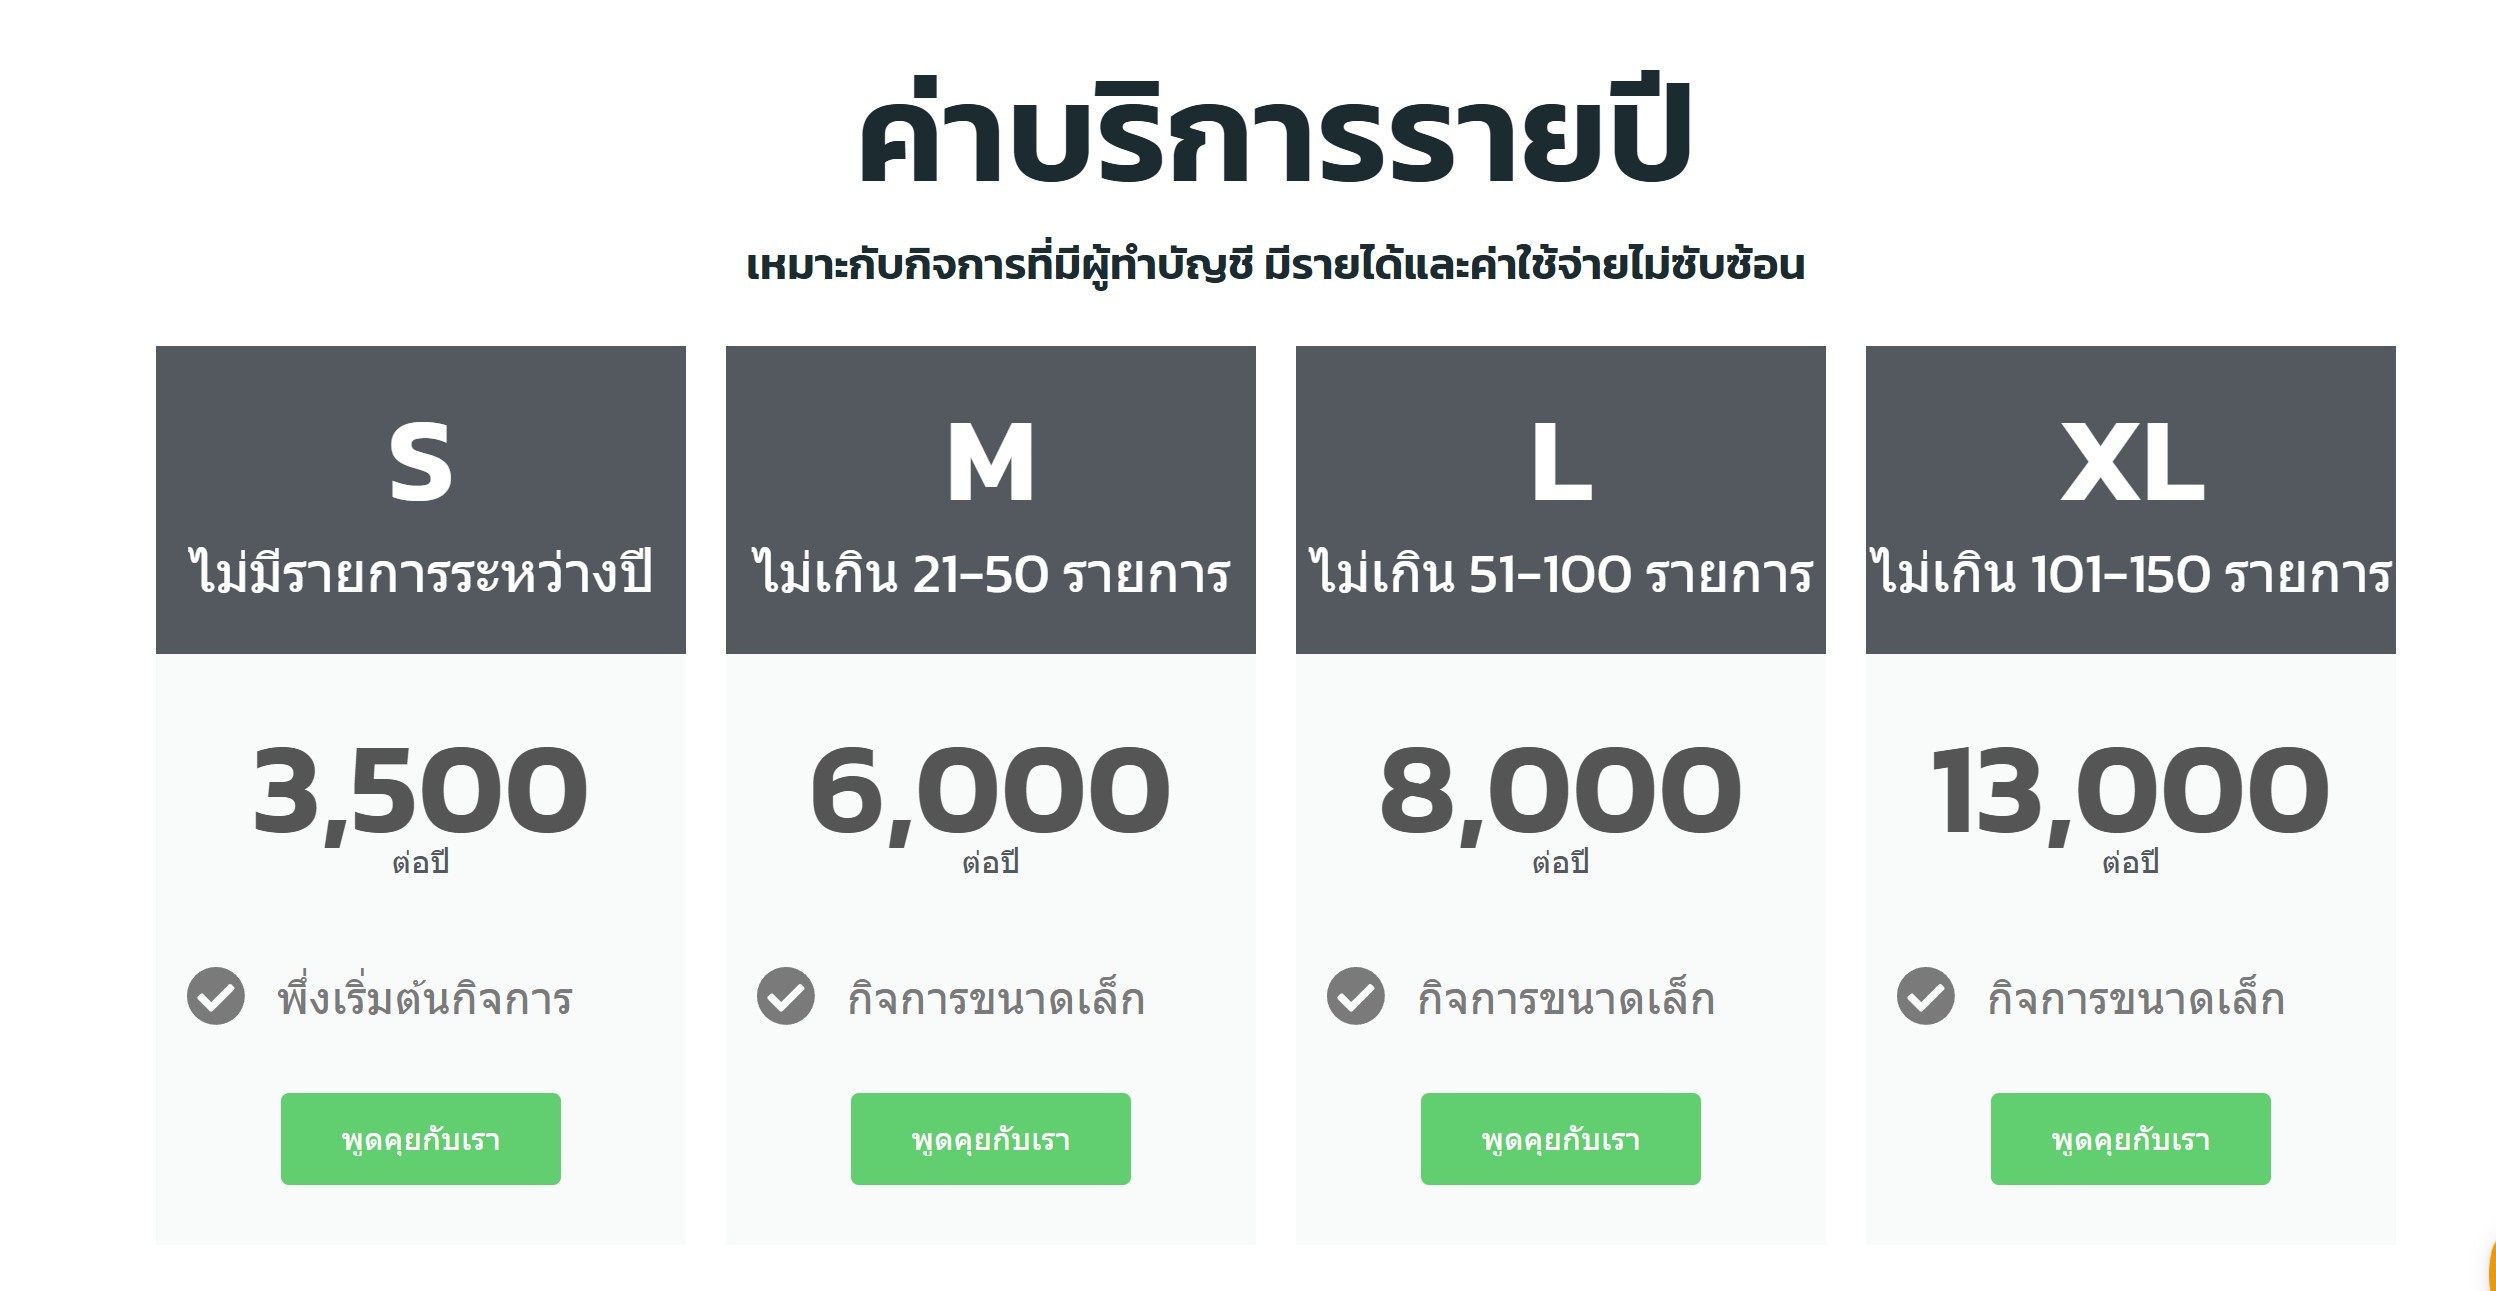 ค่าบริการรายปี
เหมาะกับกิจการที่มีผู้ทำบัญชี มีรายได้และค่าใช้จ่ายไม่ซับซ้อน
S
ไม่มีรายการระหว่างปี
3,500
ต่อปี
พึ่งเริ่มต้นกิจการ
พูดคุยกับเรา
M
ไม่เกิน 21-50 รายการ
6,000
ต่อปี
กิจการขนาดเล็ก
พูดคุยกับเรา
L
ไม่เกิน 51-100 รายการ
8,000
ต่อปี
กิจการขนาดเล็ก
พูดคุยกับเรา
XL
ไม่เกิน 101-150 รายการ
13,000
ต่อปี
กิจการขนาดเล็ก
พูดคุยกับเรา